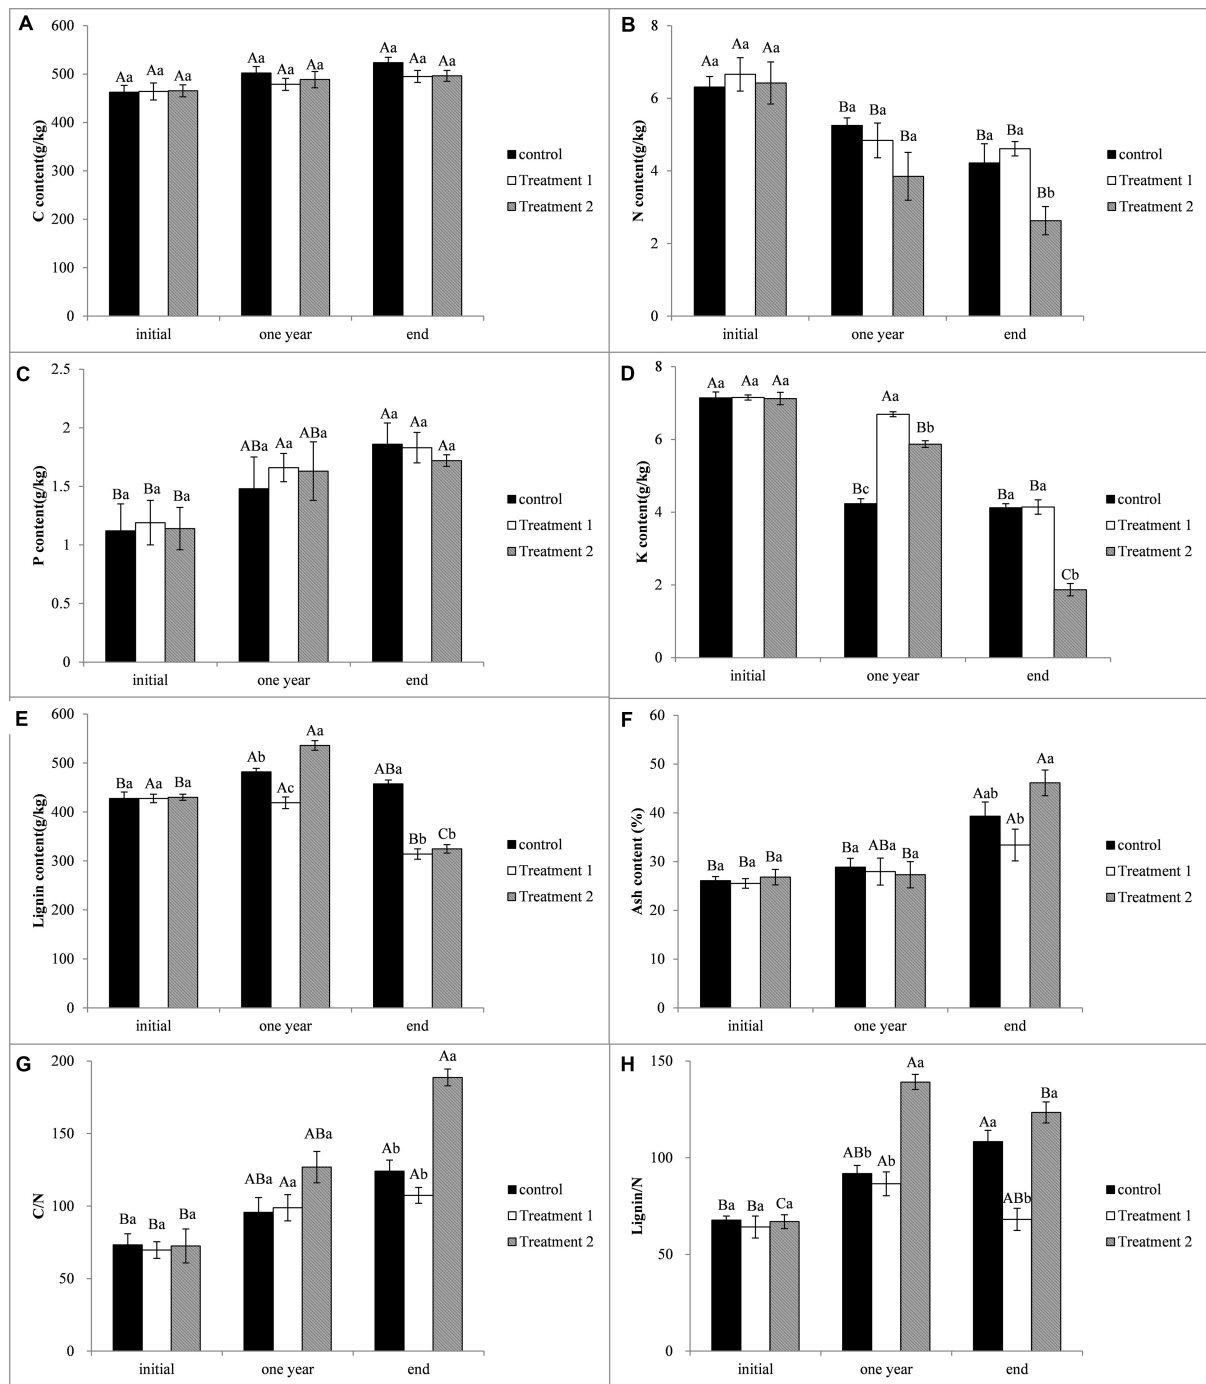 A
600
500
400
300
200
100
0
C content(g/kg)
Aa Aa Aa
Aa Aa Aa
Aa Aa Aa
initial one year end
control
Treatment 1
Treatment 2
B
8
6
4
2
0
N content(g/kg)
Aa Aa Aa
Ba Ba Ba
Ba Ba Bb
initial one year end
control
Treatment 1
Treatment 2
C
2.5
2
1.5
1
0.5
0
P content(g/kg)
Ba Ba Ba
ABa Aa ABa
Aa Aa Aa
initial one year end
control
Treatment 1
Treatment 2
D
8
6
4
2
0
K content(g/kg)
Aa Aa Aa
Bc Aa Bb
Ba Ba Cb
initial one year end
control
Treatment 1
Treatment 2
E
600
500
400
300
200
100
0
Lignin content(g/kg)
Ba Aa Ba
Ab Ac Aa
ABa Bb Cb
initial one year end
control
Treatment 1
Treatment 2
F
60
50
40
30
20
10
0
Ash content (%)
Ba Ba Ba
Ba ABa Ba
Aab Ab Aa
initial one year end
control
Treatment 1
Treatment 2
G
200
150
100
50
0
C/N
Ba Ba Ba
ABa Aa ABa
Ab Ab Aa
initial one year end
control
Treatment 1
Treatment 2
H
150
100
50
0
Lignin/N
Ba Ba Ca
ABb Ab Aa
Aa ABb Ba
initial one year end
control
Treatment 1
Treatment 2